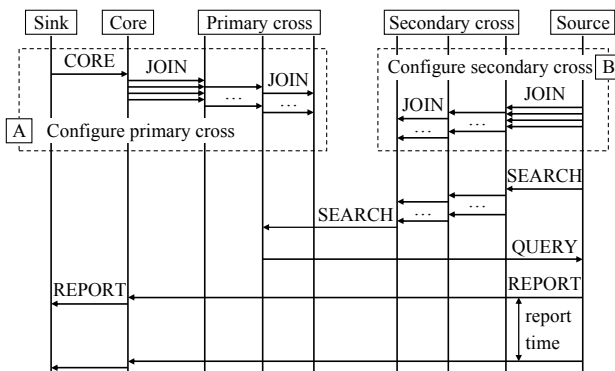 Sink Core Primary cross Secondary cross Source
CORE JOIN JOIN Configure secondary cross B
... ... JOIN ... JOIN
A Configure primary cross
SEARCH
SEARCH ... ...
QUERY
REPORT REPORT
report
time